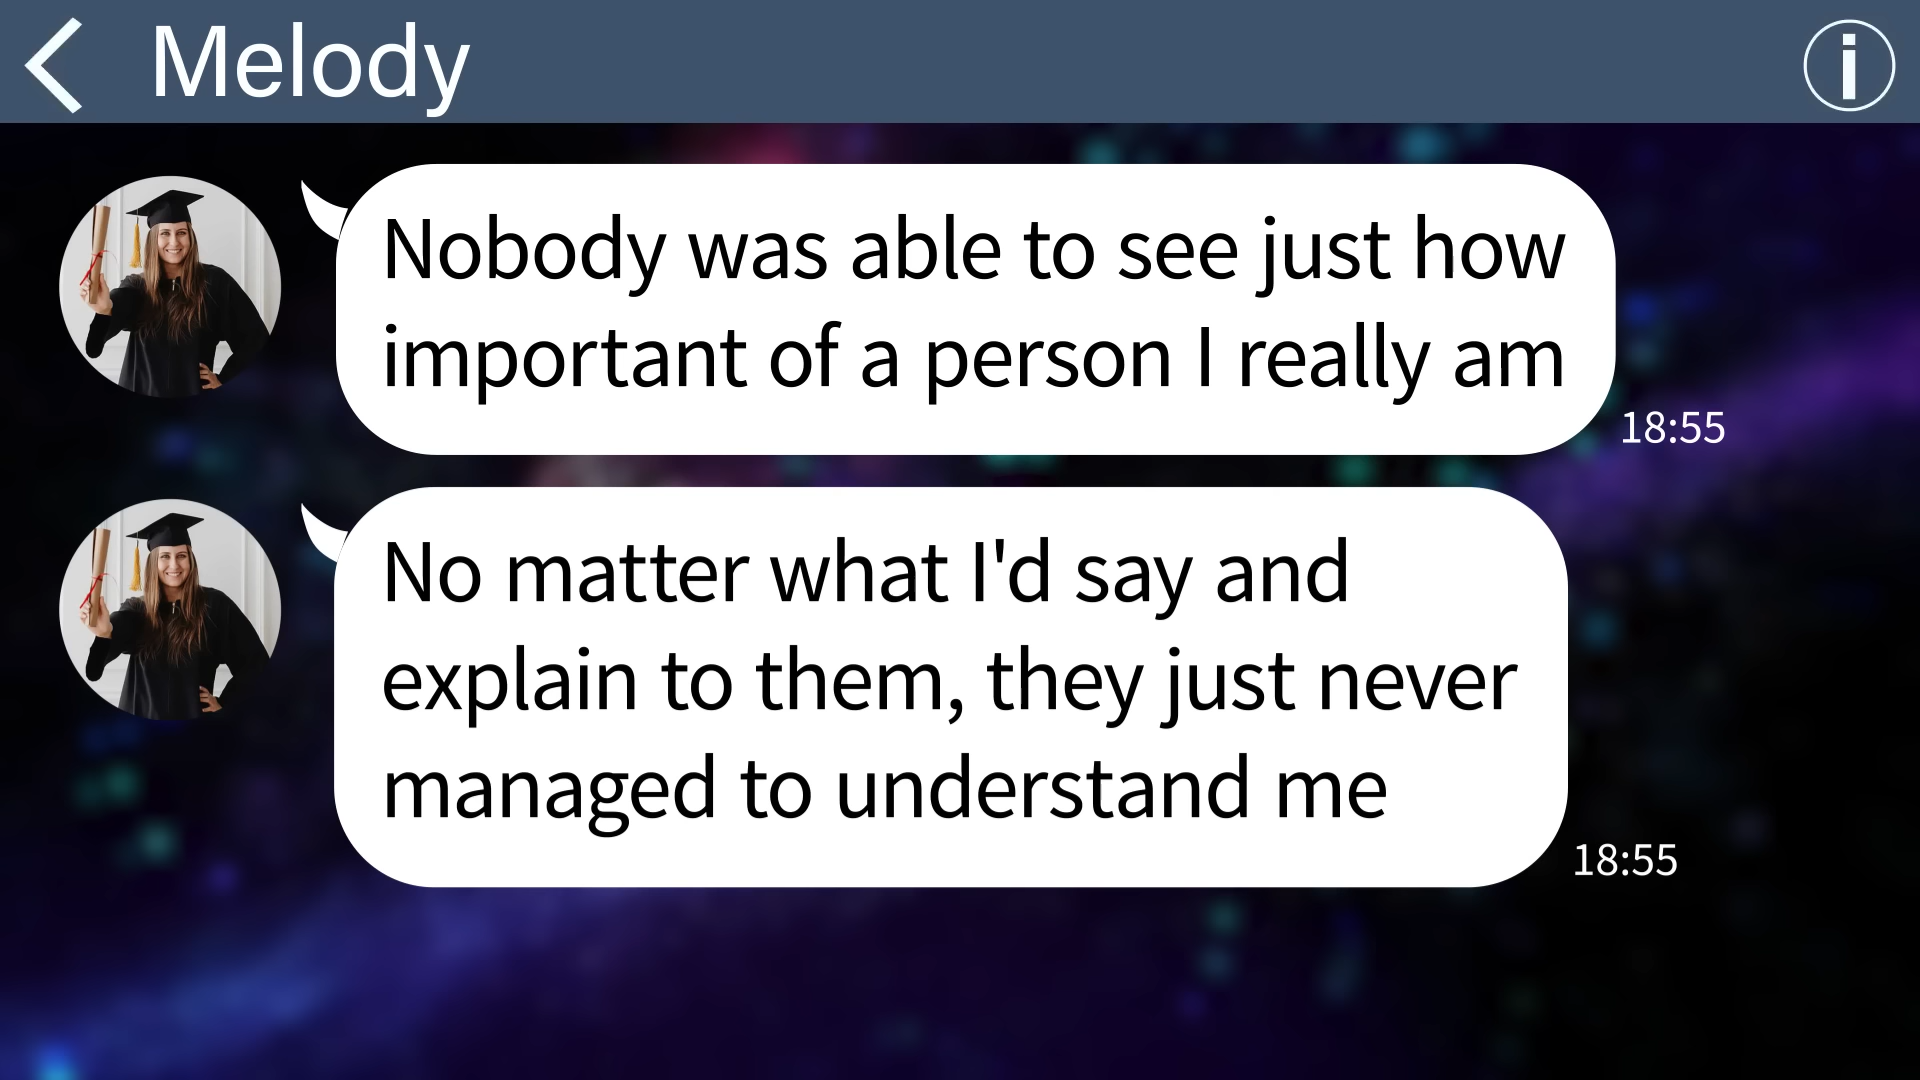 Melody
Nobody was able to see just how
important of a person I really am
18:55
No matter what I'd say and
explain to them, they just never
managed to understand me
18:55